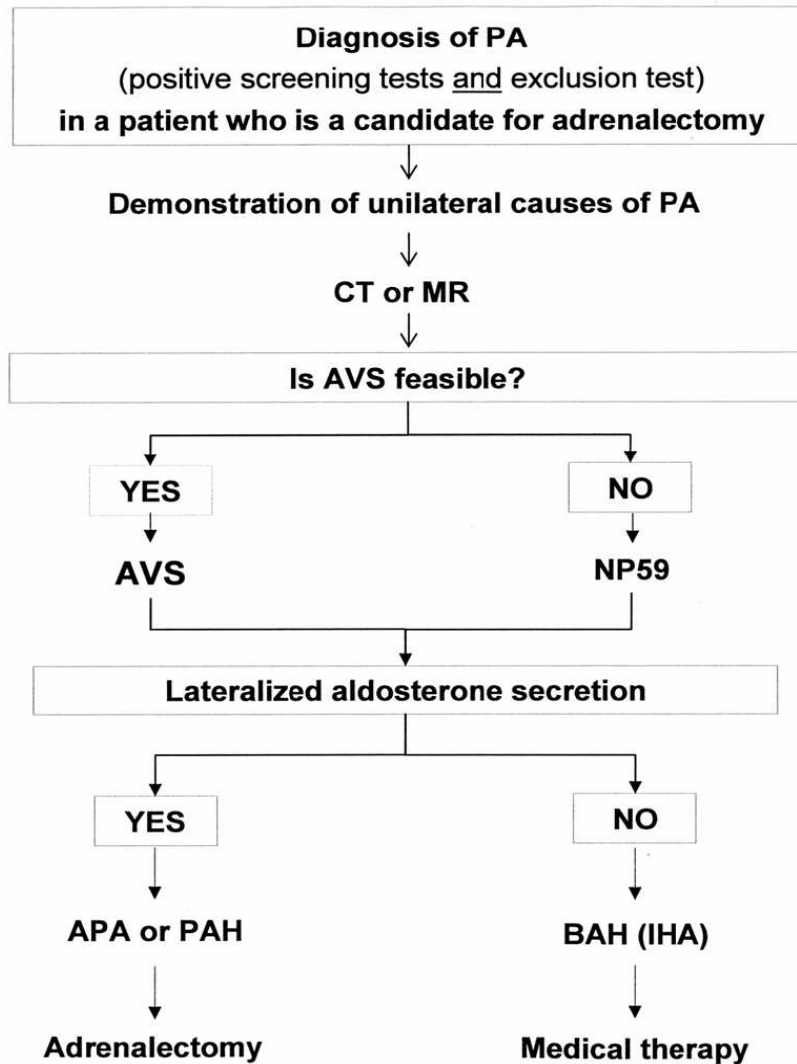 Diagnosis of PA
(positive screening tests and exclusion test)
in a patient who is a candidate for adrenalectomy
Demonstration of unilateral causes of PA
CT or MR
Is AVS feasible?
YES
NO
AVS
NP59
Lateralized aldosterone secretion
YES
NO
APA or PAH
BAH (IHA)
Adrenalectomy
Medical therapy